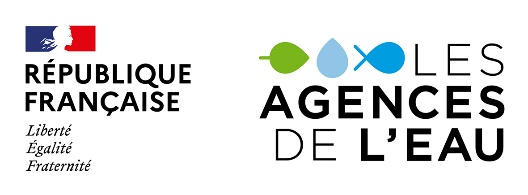 RÉPUBLIQUE
FRANÇAISE
Liberté
Égalité
Fraternité
LES
AGENCES
DE L'EAU